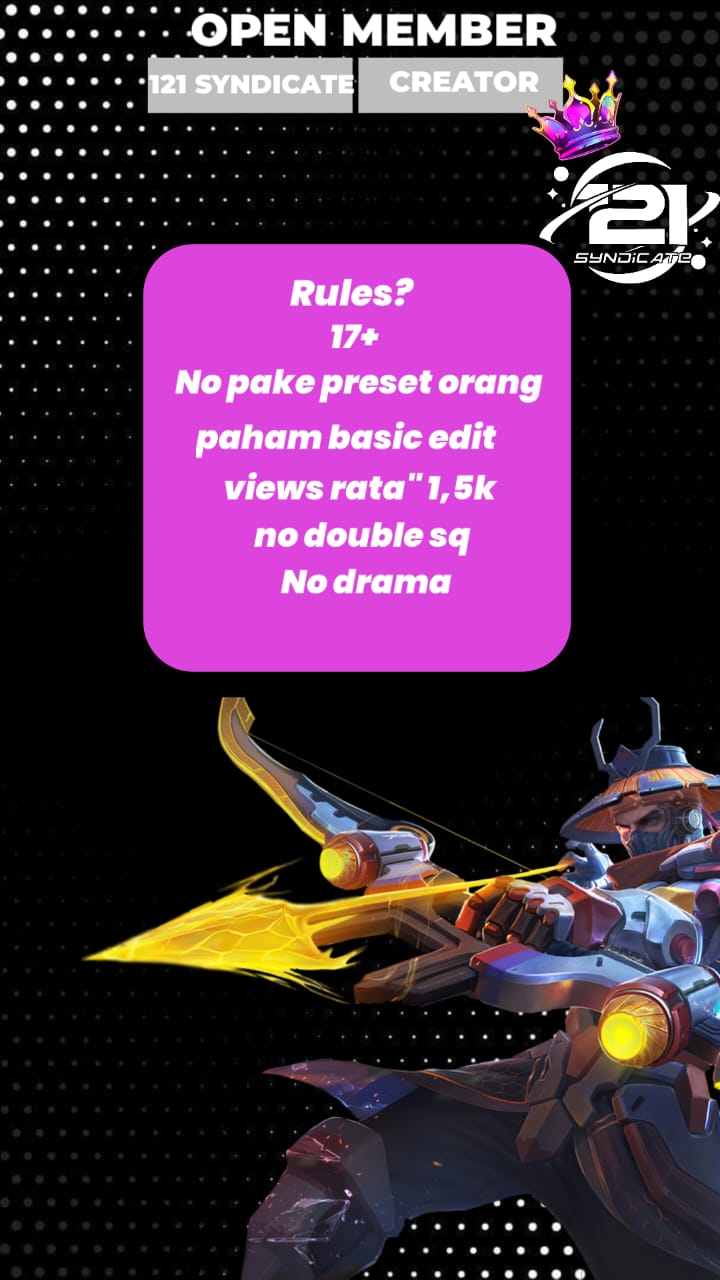 OPEN MEMBER
121 SYNDICATE CREATOR
121
SYNDICATE
Rules?
17+
No pake preset orang
paham basic edit
views rata" 1,5k
no double sq
No drama